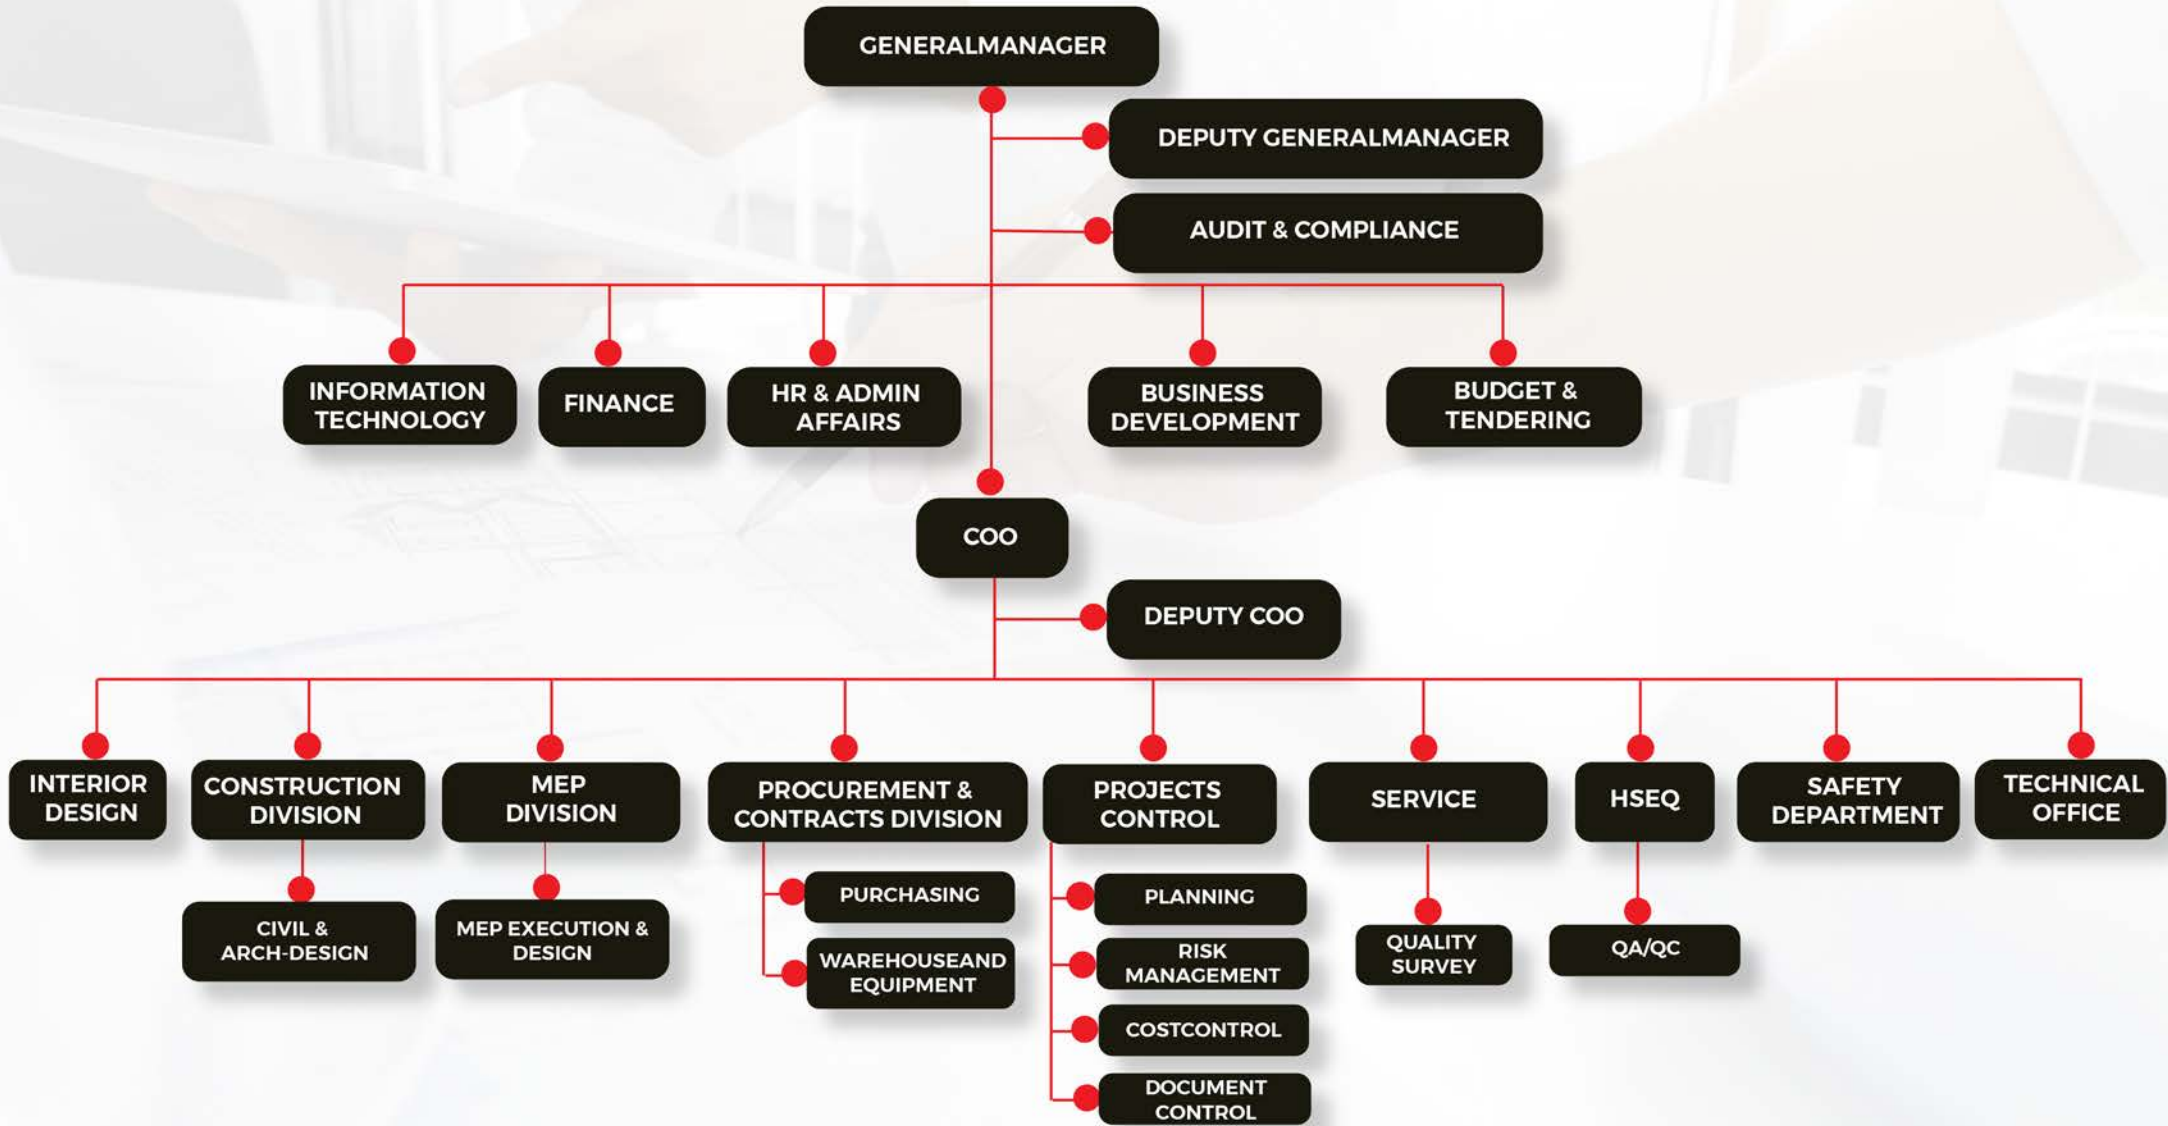 GENERALMANAGER
DEPUTY GENERALMANAGER
AUDIT & COMPLIANCE
INFORMATION
TECHNOLOGY
FINANCE
HR & ADMIN
AFFAIRS
BUSINESS
DEVELOPMENT
BUDGET &
TENDERING
COO
DEPUTY COO
INTERIOR
DESIGN
CONSTRUCTION
DIVISION
MEP
DIVISION
PROCUREMENT &
CONTRACTS DIVISION
PROJECTS
CONTROL
SERVICE
HSEQ
SAFETY
DEPARTMENT
TECHNICAL
OFFICE
CIVIL &
ARCH-DESIGN
MEP EXECUTION &
DESIGN
PURCHASING
WAREHOUSEAND
EQUIPMENT
PLANNING
RISK
MANAGEMENT
COSTCONTROL
DOCUMENT
CONTROL
QUALITY
SURVEY
QA/QC